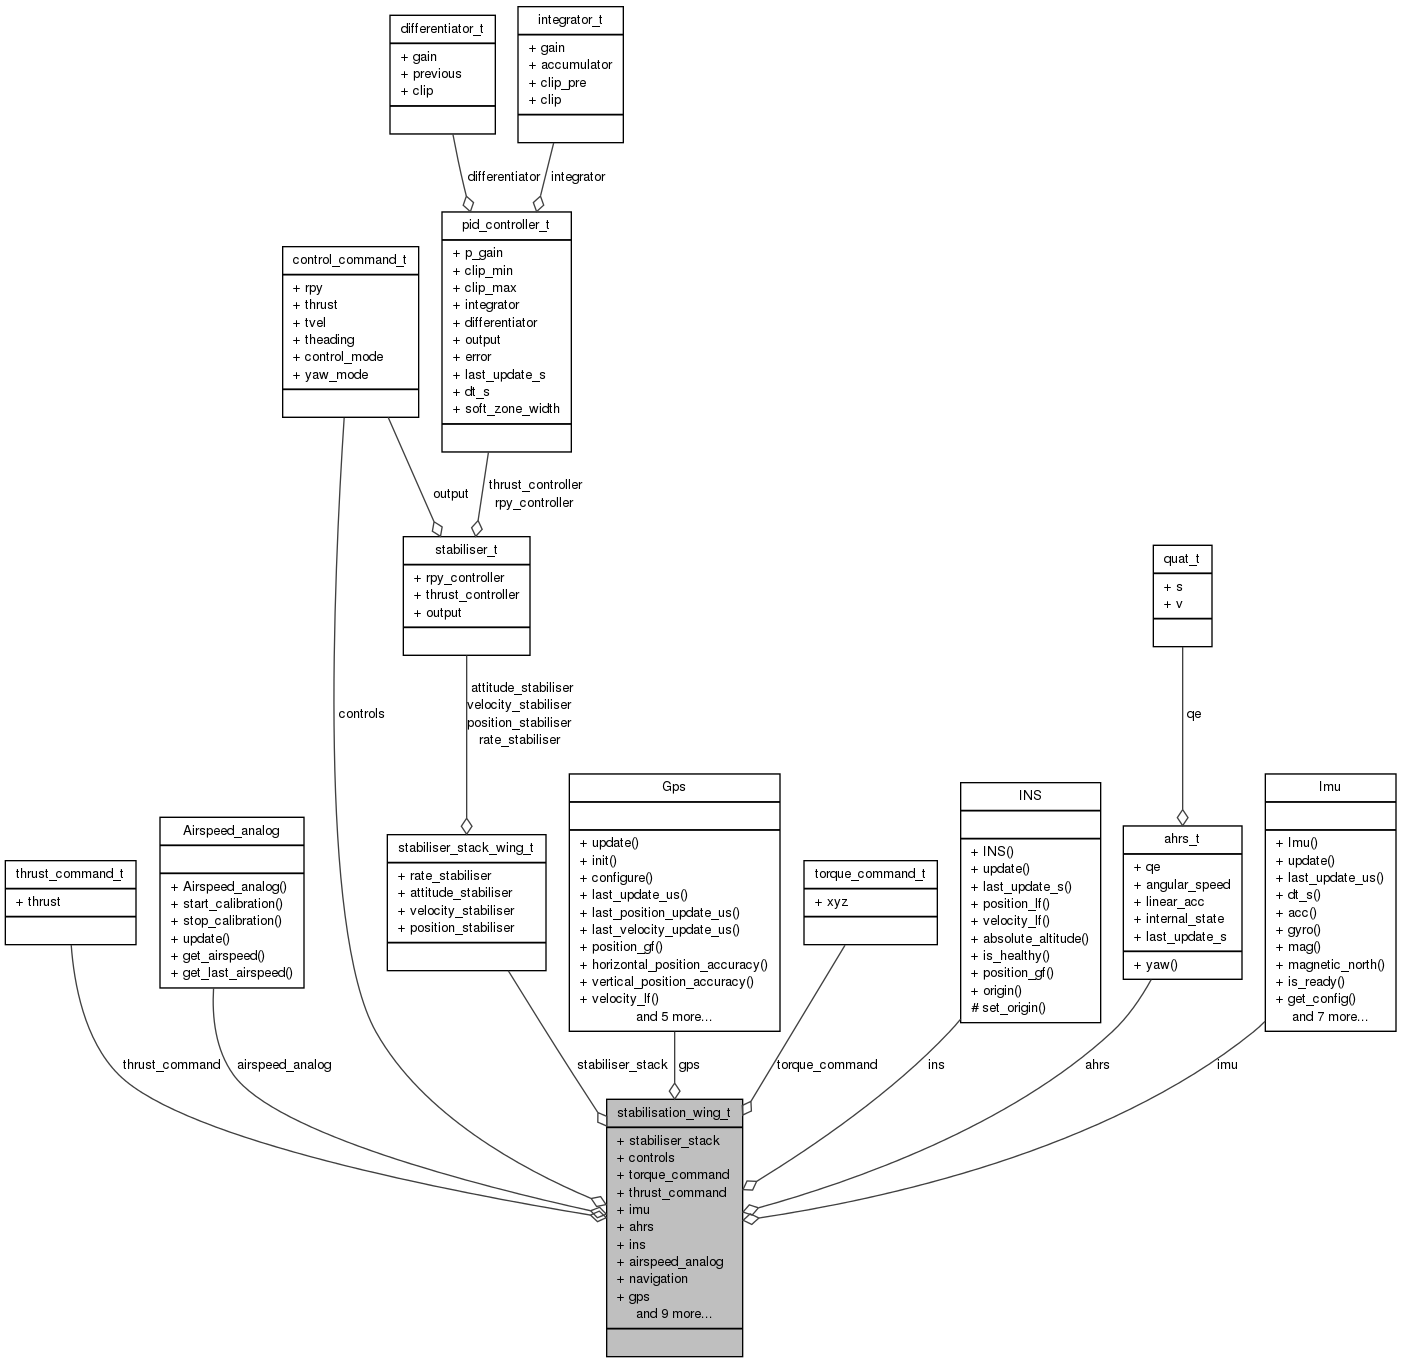 differentiator_t
+ gain
+ previous
+ clip
integrator_t
+ gain
+ accumulator
+ clip_pre
+ clip
differentiator
integrator
pid_controller_t
+ p_gain
+ clip_min
+ clip_max
+ integrator
+ differentiator
+ output
+ error
+ last_update_s
+ dt_s
+ soft_zone_width
control_command_t
+ rpy
+ thrust
+ tvel
+ theading
+ control_mode
+ yaw_mode
output
thrust_controller
rpy_controller
stabiliser_t
+ rpy_controller
+ thrust_controller
+ output
quat_t
+ s
+ v
controls
attitude_stabiliser
velocity_stabiliser
position_stabiliser
rate_stabiliser
qe
thrust_command_t
+ thrust
Airspeed_analog
+ Airspeed_analog()
+ start_calibration()
+ stop_calibration()
+ update()
+ get_airspeed()
+ get_last_airspeed()
stabiliser_stack_wing_t
+ rate_stabiliser
+ attitude_stabiliser
+ velocity_stabiliser
+ position_stabiliser
Gps
+ update()
+ init()
+ configure()
+ last_update_us()
+ last_position_update_us()
+ last_velocity_update_us()
+ position_gf()
+ horizontal_position_accuracy()
+ vertical_position_accuracy()
+ velocity_lf()
and 5 more...
torque_command_t
+ xyz
INS
+ INS()
+ update()
+ last_update_s()
+ position_lf()
+ velocity_lf()
+ absolute_altitude()
+ is_healthy()
+ position_gf()
+ origin()
# set_origin()
ahrs_t
+ qe
+ angular_speed
+ linear_acc
+ internal_state
+ last_update_s
+ yaw()
Imu
+ Imu()
+ update()
+ last_update_us()
+ dt_s()
+ acc()
+ gyro()
+ mag()
+ magnetic_north()
+ is_ready()
+ get_config()
and 7 more...
thrust_command
airspeed_analog
stabiliser_stack
gps
torque_command
ins
ahrs
imu
stabilisation_wing_t
+ stabiliser_stack
+ controls
+ torque_command
+ thrust_command
+ imu
+ ahrs
+ ins
+ airspeed_analog
+ navigation
+ gps
and 9 more...